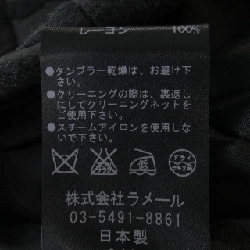 レーヨン 100%
●タンブラー乾燥は、お避け下
さい。
●クリーニングの際は、裏返し
にしてクリーニングネットを
ご使用下さい。
●スチームアイロンを使用して
下さい。
ドライ
株式会社ラメール
03-5491-8861
日本製